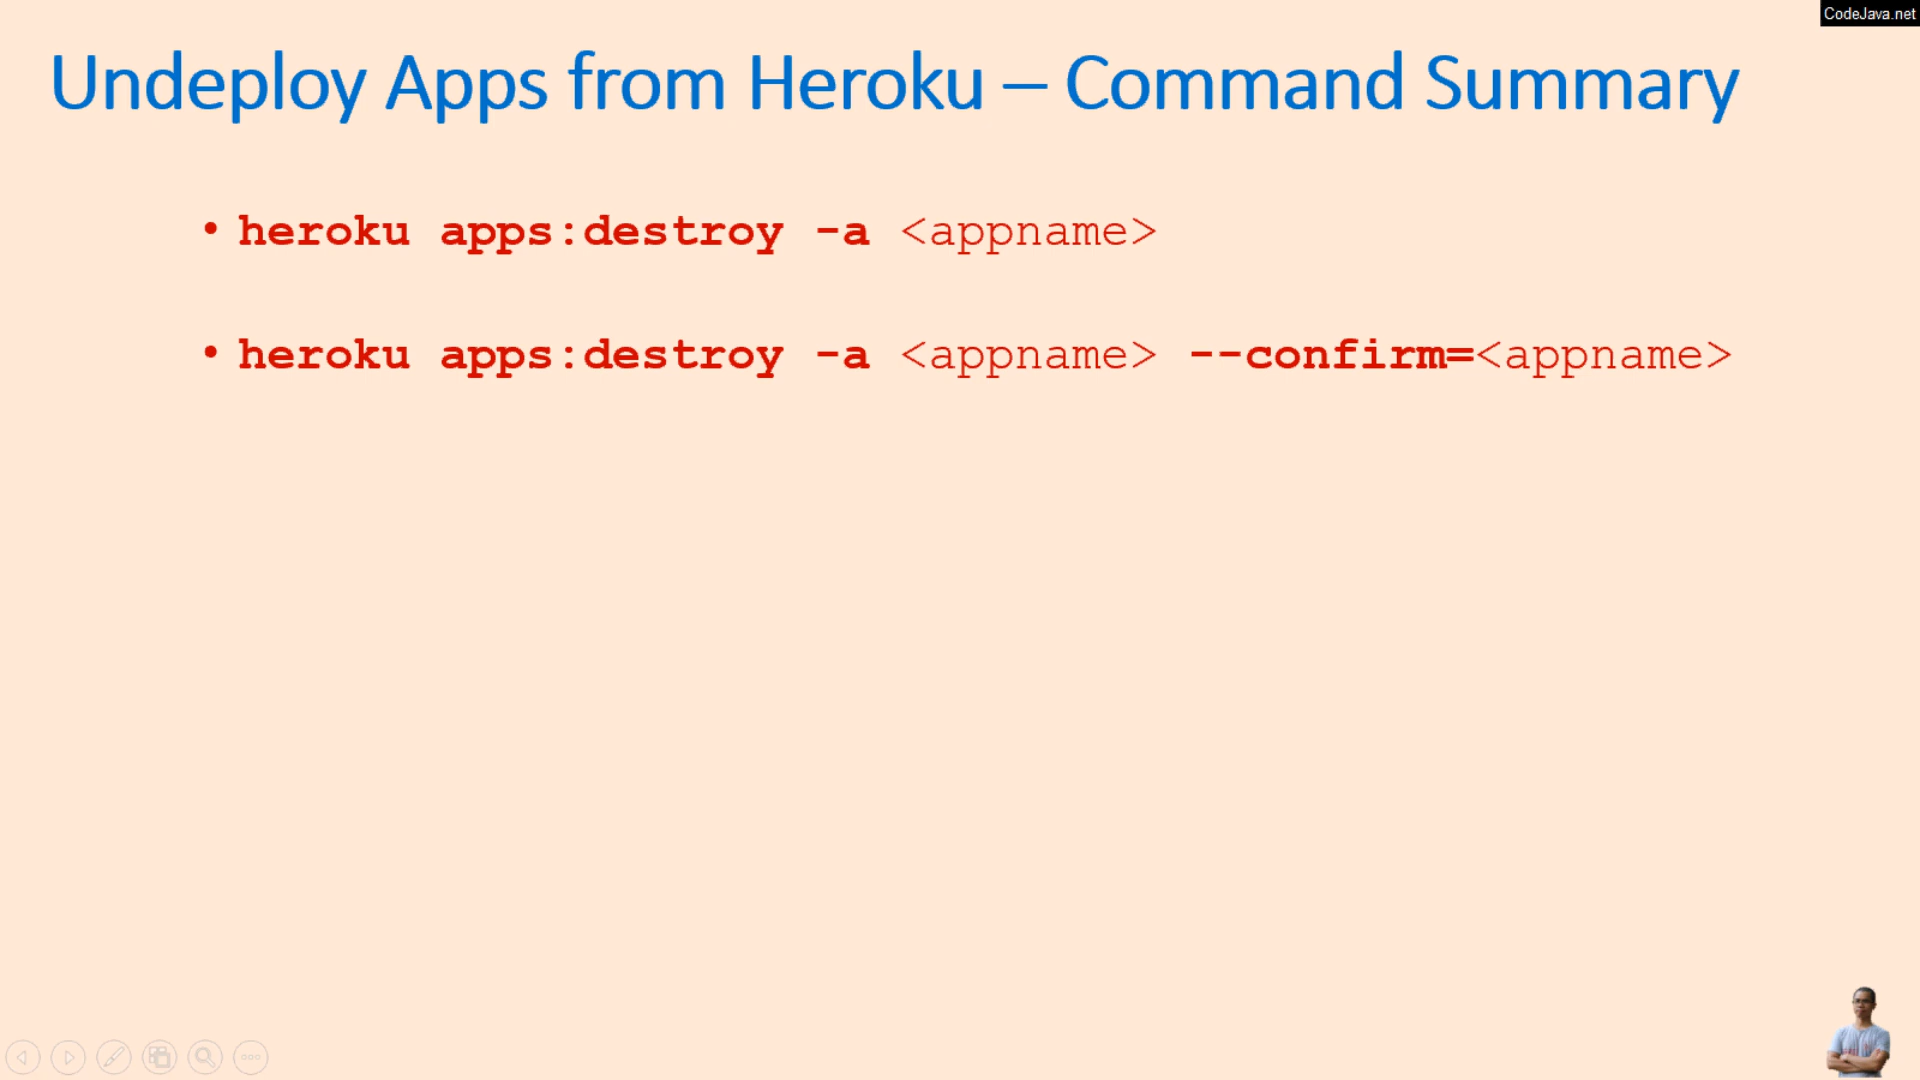 CodeJava.net
Undeploy Apps from Heroku – Command Summary
• heroku apps:destroy -a <appname>
• heroku apps:destroy -a <appname> --confirm=<appname>